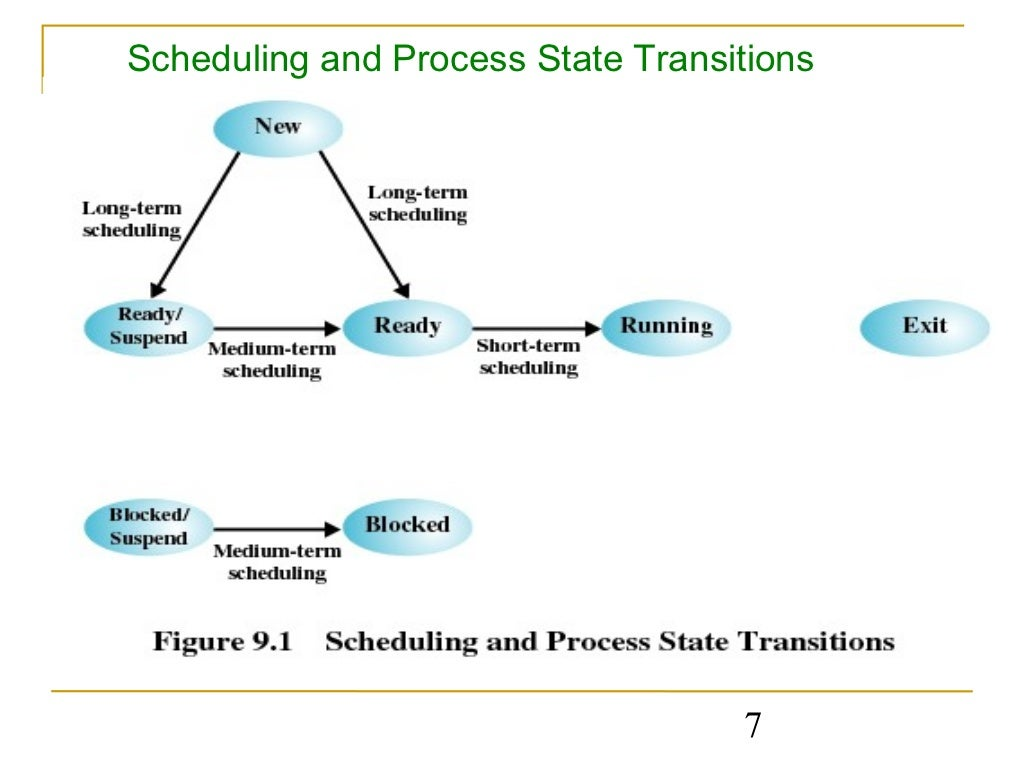 Scheduling and Process State Transitions
New
Long-term
scheduling
Long-term
scheduling
Ready/
Suspend
Medium-term
scheduling
Ready
Short-term
scheduling
Running
Exit
Blocked/
Suspend
Medium-term
scheduling
Blocked
Figure 9.1 Scheduling and Process State Transitions
7